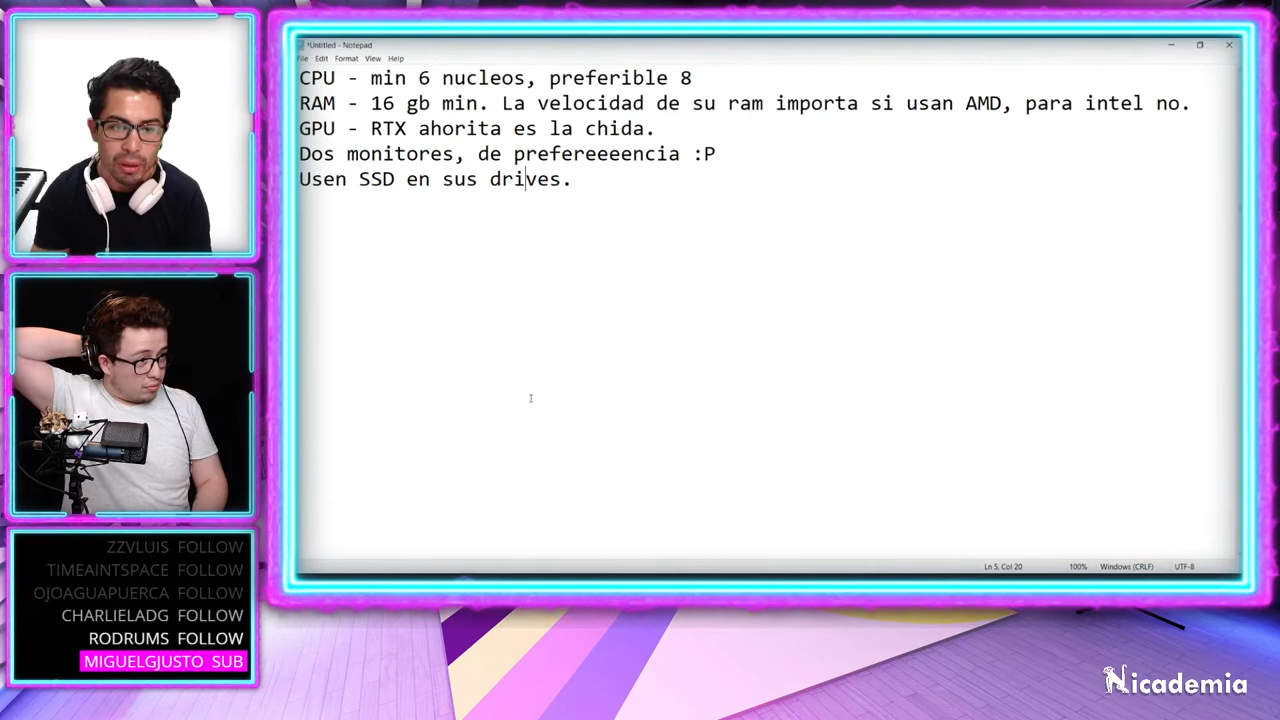 *Untitled - Notepad
File Edit Format View Help
CPU - min 6 nucleos, preferible 8
RAM - 16 gb min. La velocidad de su ram importa si usan AMD, para intel no.
GPU - RTX ahorita es la chida.
Dos monitores, de prefereeeencia :P
Usen SSD en sus drives.
Ln 5, Col 20 100% Windows (CRLF) UTF-8
ZZVLUIS FOLLOW
TIMEAINTSPACE FOLLOW
OJOAGUAPUERCA FOLLOW
CHARLIELADG FOLLOW
RODRUMS FOLLOW
MIGUELGJUSTO SUB
Nicademia